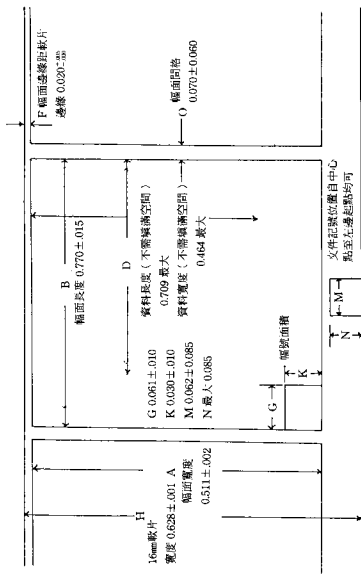 F 幅面邊緣距軟片
邊緣 0.020
O
幅面間格
0.070±0.060
B
幅面長度 0.770±.015
D
資料長度(不需填滿空間)
0.709 最大
資料寬度(不需填滿空間)
0.464 最大
G 0.061±.010
K 0.030±.010
M 0.062±0.085
N 最大 0.085
文件記號位置自中心
點至左邊起點均可
幅號面積
M
N
K
G
H
16mm軟片
寬度 0.628±.001 A
幅面寬度
0.511±.002